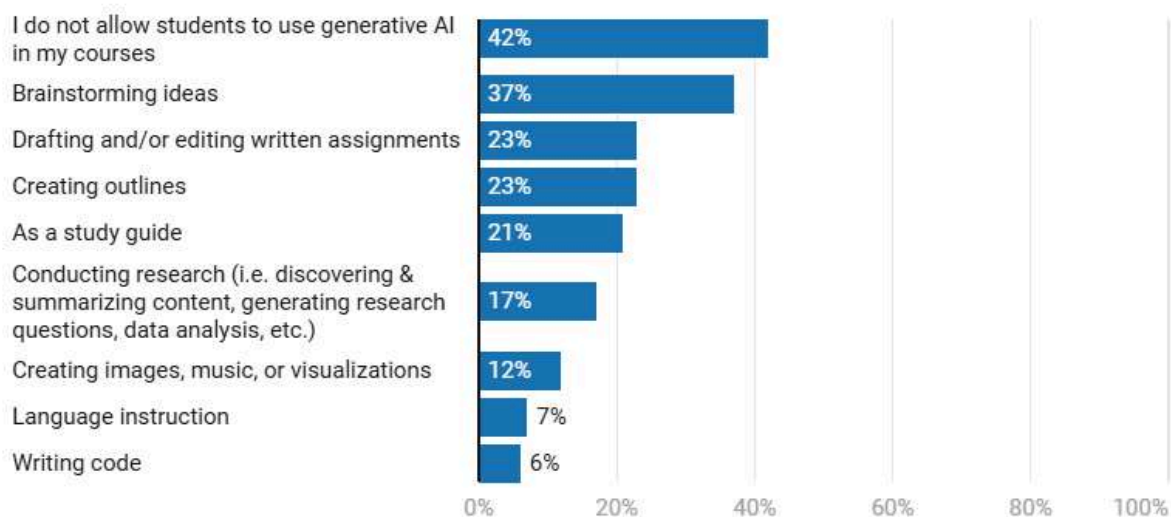 I do not allow students to use generative AI
in my courses
42%
Brainstorming ideas
37%
Drafting and/or editing written assignments
23%
Creating outlines
23%
As a study guide
21%
Conducting research (i.e. discovering &
summarizing content, generating research
questions, data analysis, etc.)
17%
Creating images, music, or visualizations
12%
Language instruction
7%
Writing code
6%
0% 20% 40% 60% 80% 100%